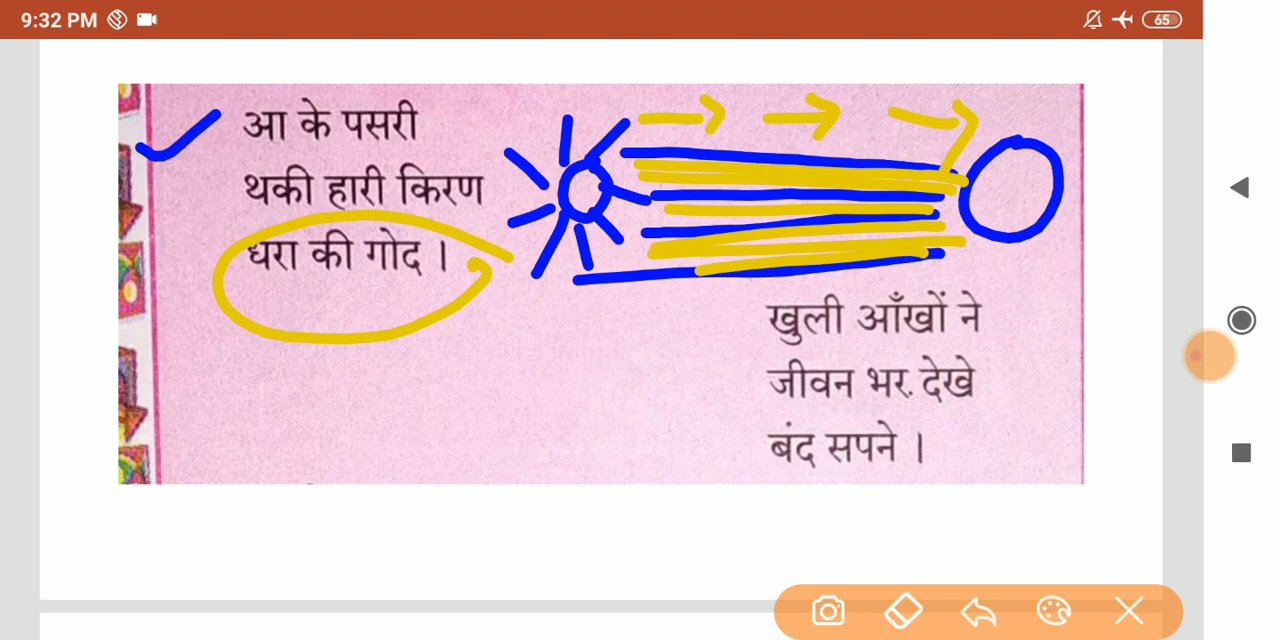 9:32 PM
65
आ के पसरी
थकी हारी किरण
धरा की गोद ।
खुली आँखों ने
जीवन भर देखे
बंद सपने ।